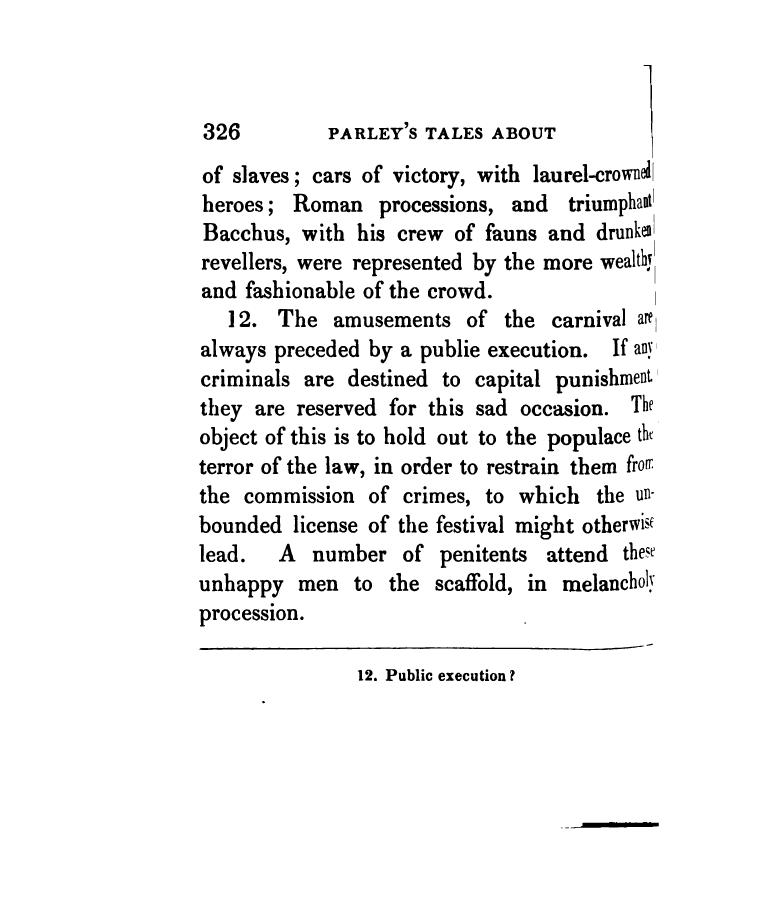 326 PARLEY'S TALES ABOUT
of slaves; cars of victory, with laurel-crowned
heroes; Roman processions, and triumphant
Bacchus, with his crew of fauns and drunken
revellers, were represented by the more wealthy
and fashionable of the crowd.
12. The amusements of the carnival are
always preceded by a publie execution. If any
criminals are destined to capital punishment
they are reserved for this sad occasion. The
object of this is to hold out to the populace the
terror of the law, in order to restrain them from
the commission of crimes, to which the un-
bounded license of the festival might otherwise
lead. A number of penitents attend these
unhappy men to the scaffold, in melancholy
procession.
12. Public execution?